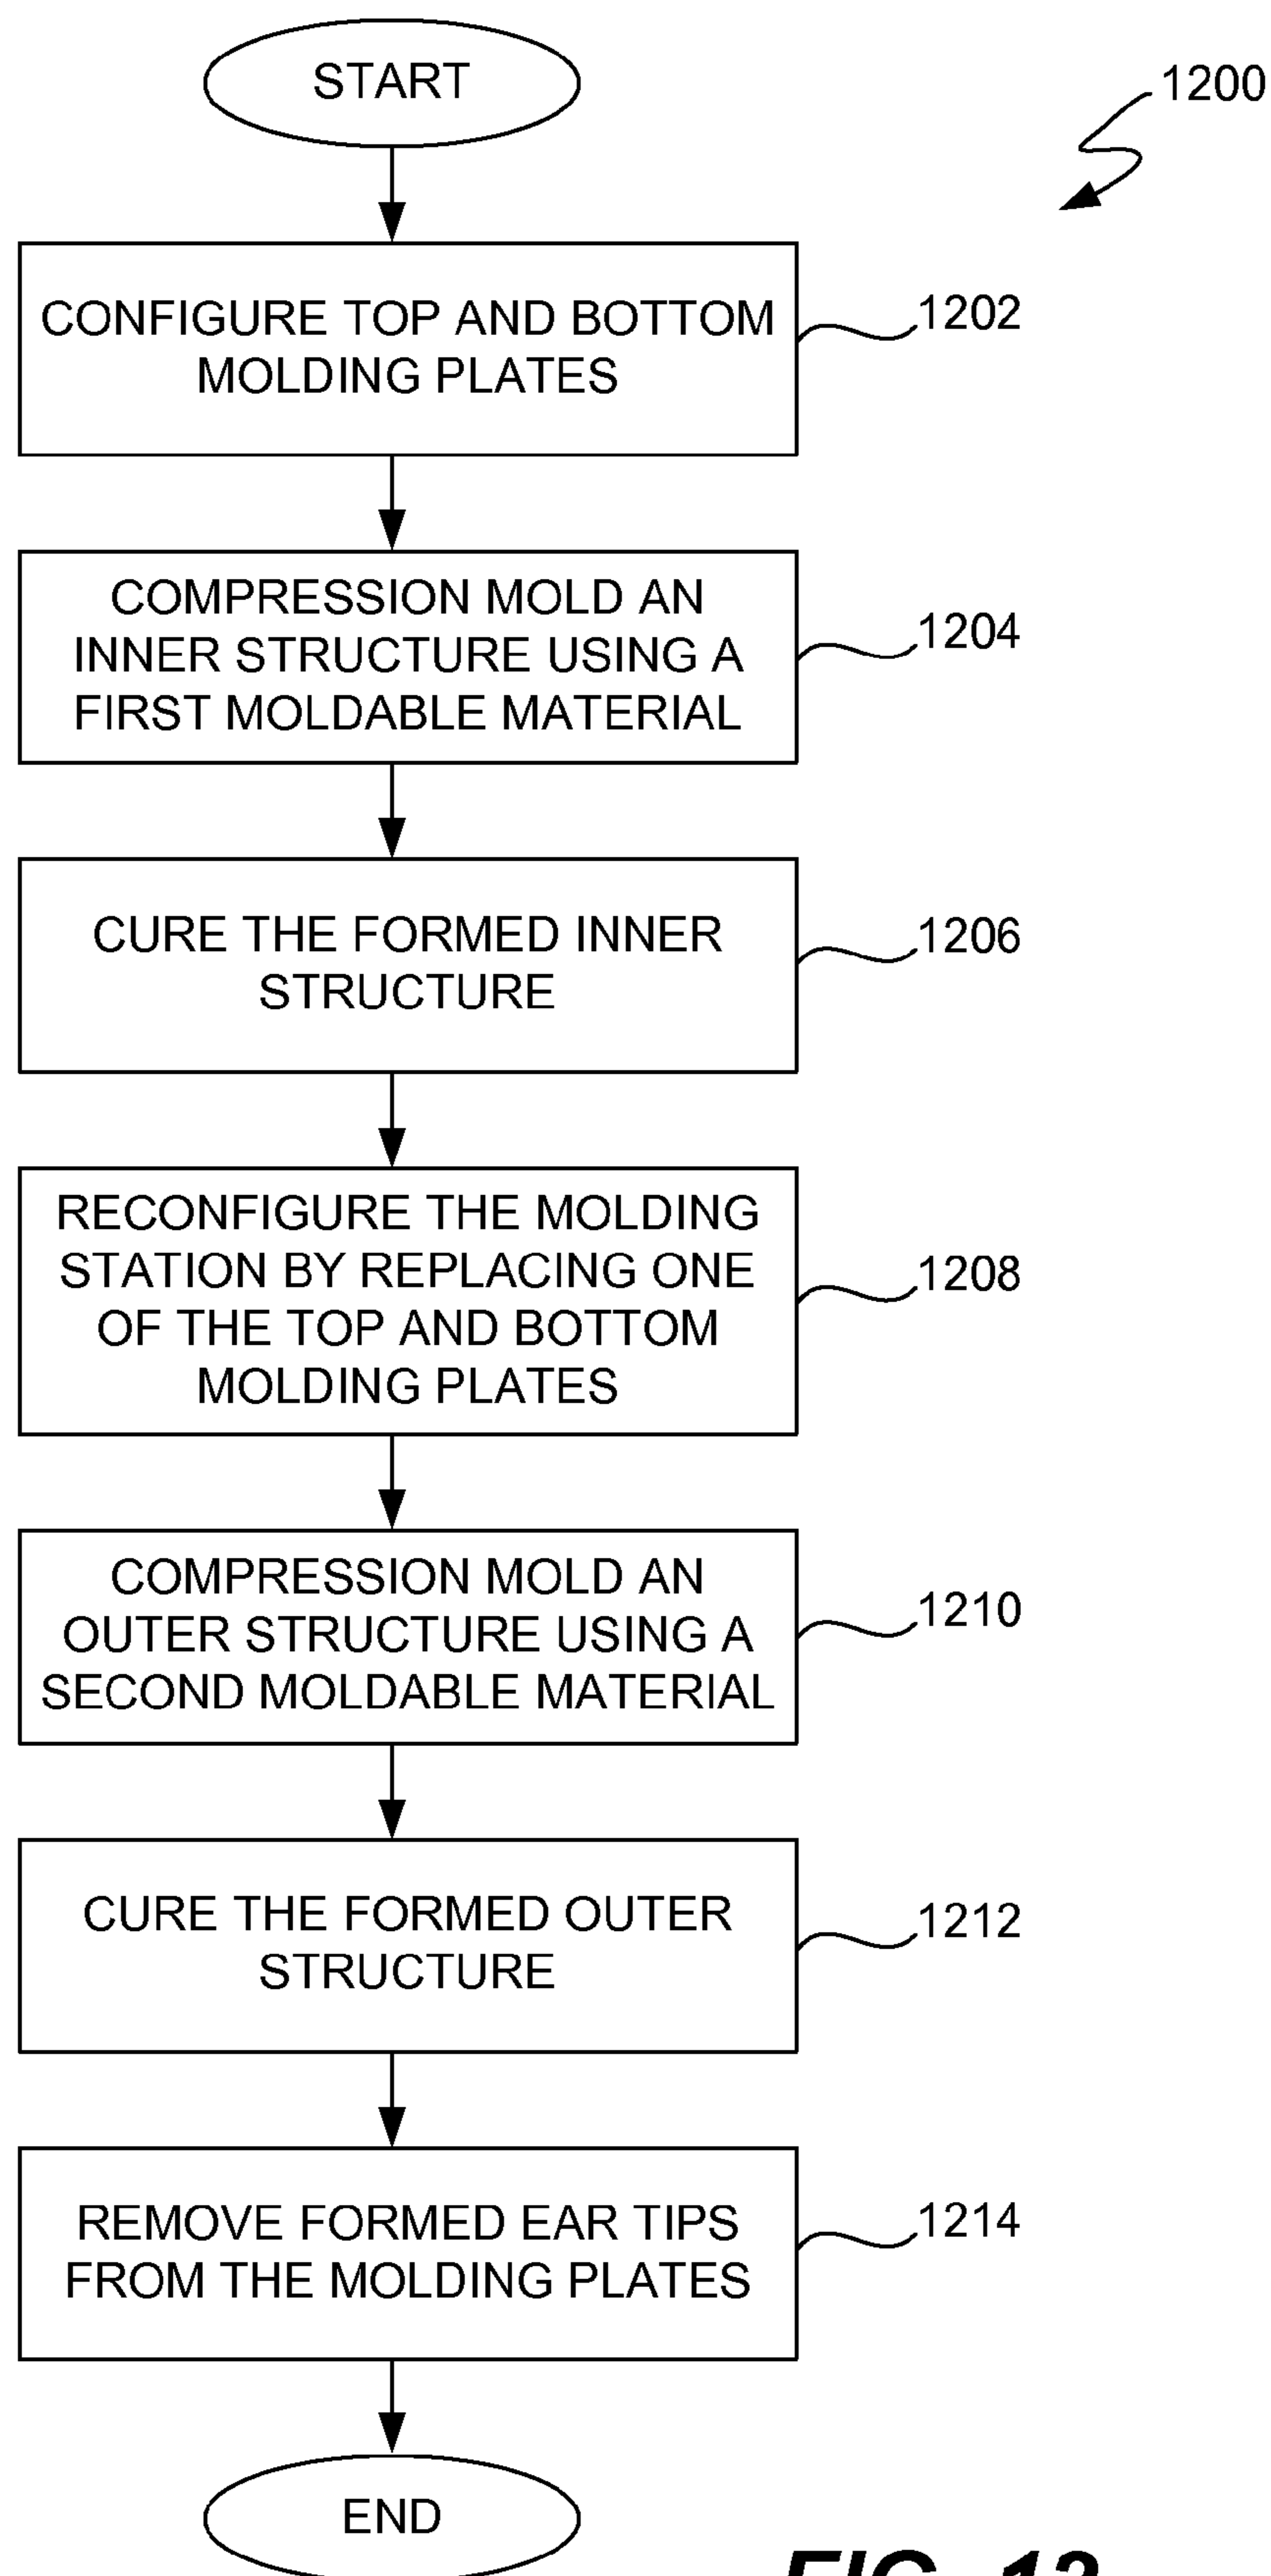 START
1200
CONFIGURE TOP AND BOTTOM
MOLDING PLATES
1202
COMPRESSION MOLD AN
INNER STRUCTURE USING A
FIRST MOLDABLE MATERIAL
1204
CURE THE FORMED INNER
STRUCTURE
1206
RECONFIGURE THE MOLDING
STATION BY REPLACING ONE
OF THE TOP AND BOTTOM
MOLDING PLATES
1208
COMPRESSION MOLD AN
OUTER STRUCTURE USING A
SECOND MOLDABLE MATERIAL
1210
CURE THE FORMED OUTER
STRUCTURE
1212
REMOVE FORMED EAR TIPS
FROM THE MOLDING PLATES
1214
END
FIG. 12